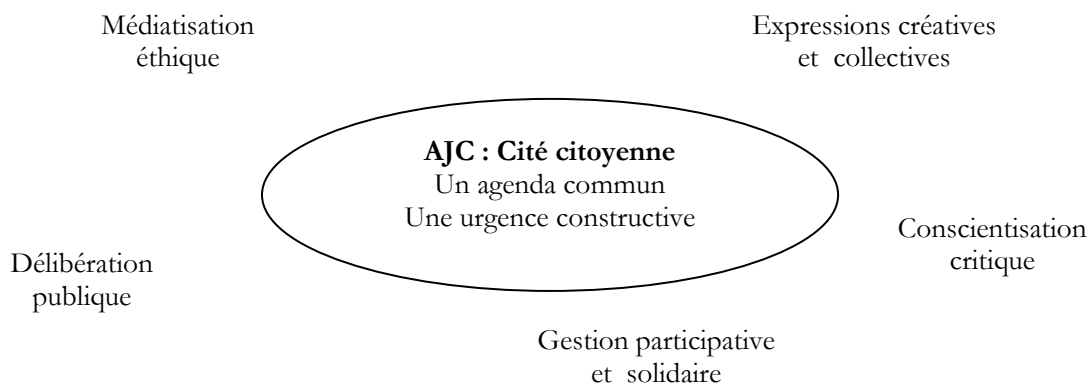 Médiatisation
éthique
Expressions créatives
et  collectives
AJC : Cité citoyenne
Un agenda commun
Une urgence constructive
Conscientisation
critique
Délibération
publique
Gestion participative
et  solidaire